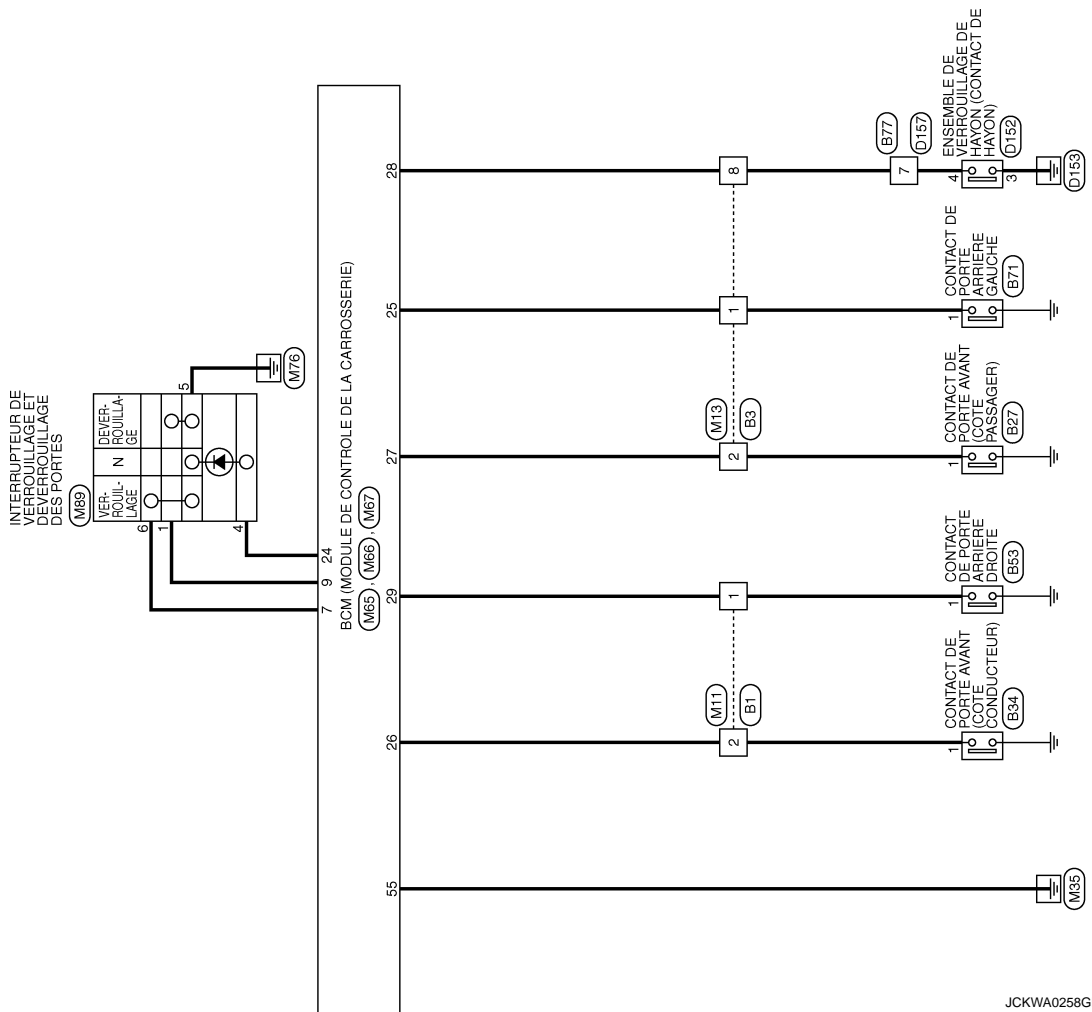 INTERRUPTEUR DE
VERROUILLAGE ET
DEVERROUILLAGE
DES PORTES
M89
VER-
ROUIL-
LAGE
N
DEVER-
ROUILLA-
GE
6
1
4
5
M76
7
9
24
BCM (MODULE DE CONTROLE DE LA CARROSSERIE)
M65 , M66 , M67
55
26
29
27
25
28
M11
2
B1
1
M13
2
B3
1
8
B77
7
D157
M35
1
CONTACT DE
PORTE AVANT
(COTE
CONDUCTEUR)
B34
1
CONTACT
DE PORTE
ARRIERE
DROITE
B53
1
CONTACT DE
PORTE AVANT
(COTE
PASSAGER)
B27
1
CONTACT DE
PORTE
ARRIERE
GAUCHE
B71
4
3
ENSEMBLE DE
VERROUILLAGE DE
HAYON (CONTACT DE
HAYON)
D152
D153
JCKWA0258G